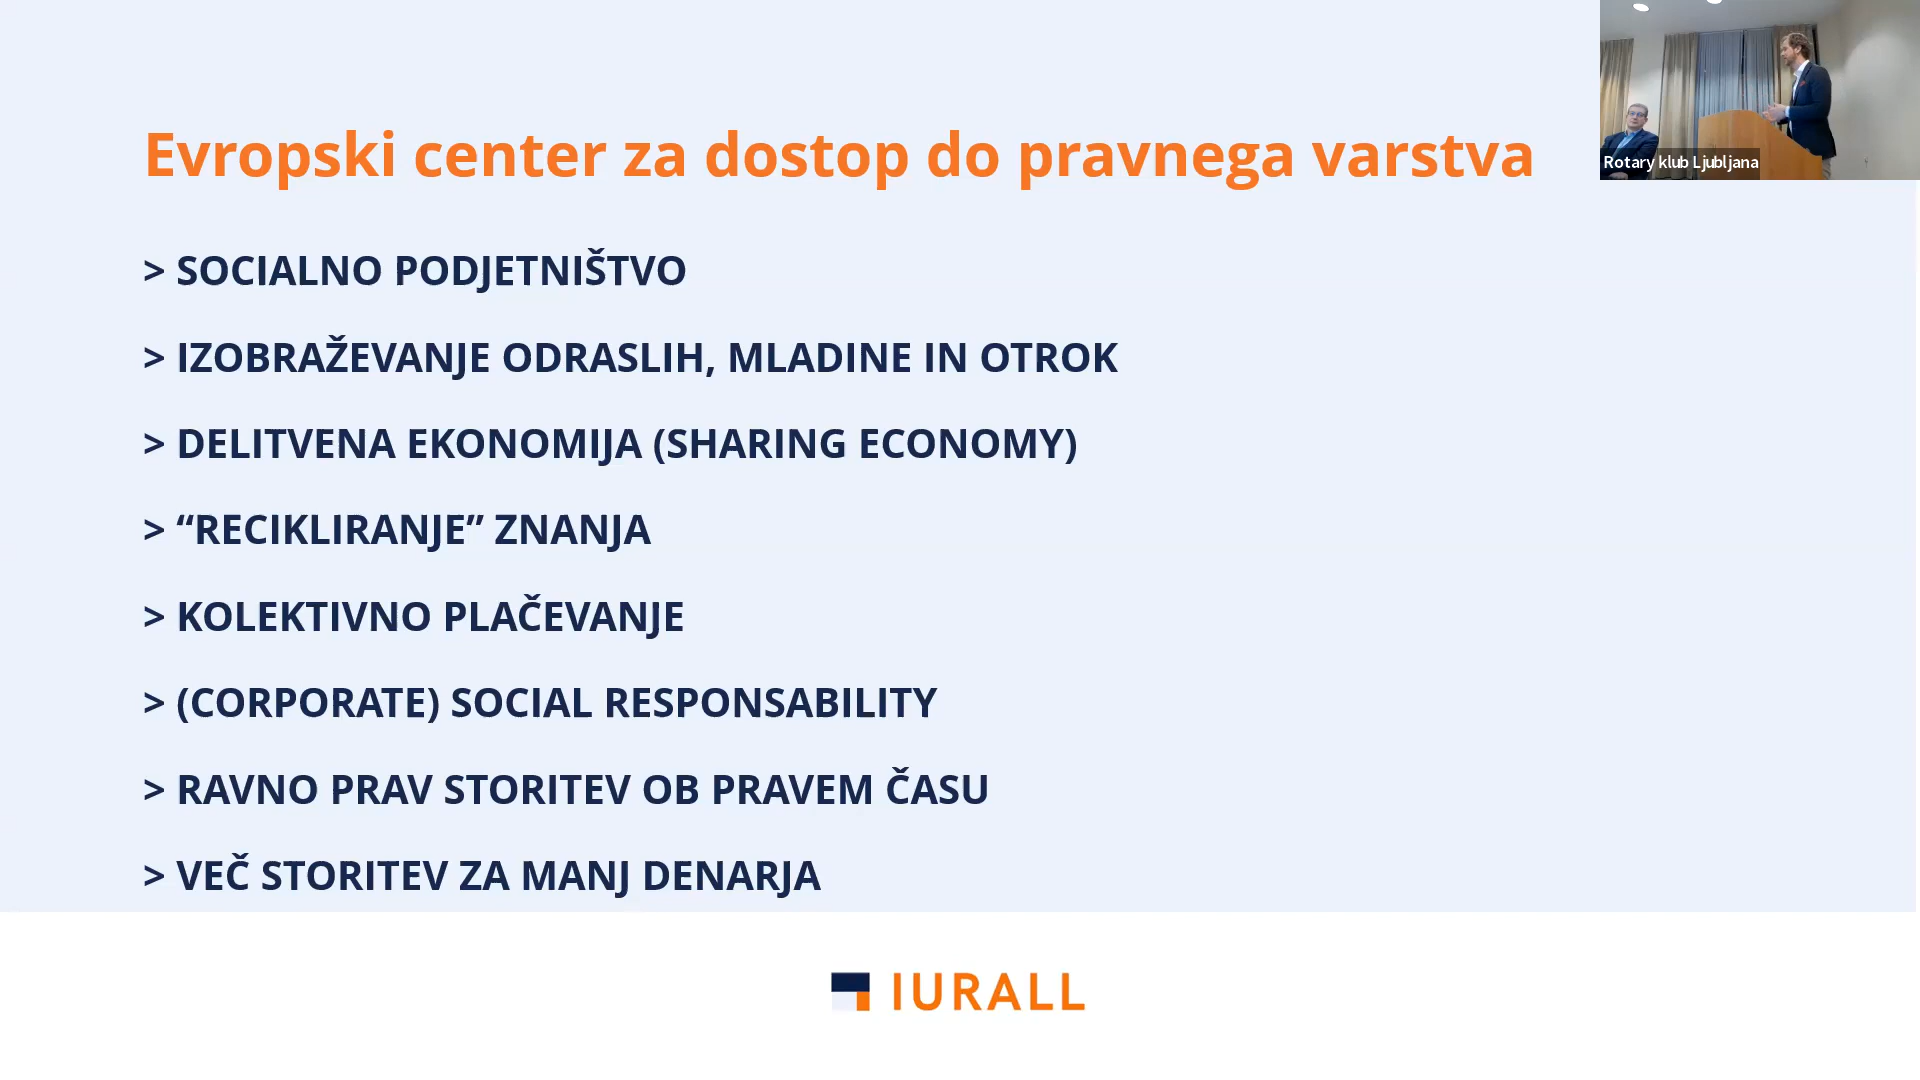 Evropski center za dostop do pravnega varstva
Rotary klub Ljubljana
> SOCIALNO PODJETNIŠTVO
> IZOBRAŽEVANJE ODRASLIH, MLADINE IN OTROK
> DELITVENA EKONOMIJA (SHARING ECONOMY)
> “RECIKLIRANJE” ZNANJA
> KOLEKTIVNO PLAČEVANJE
> (CORPORATE) SOCIAL RESPONSABILITY
> RAVNO PRAV STORITEV OB PRAVEM ČASU
> VEČ STORITEV ZA MANJ DENARJA
IURALL